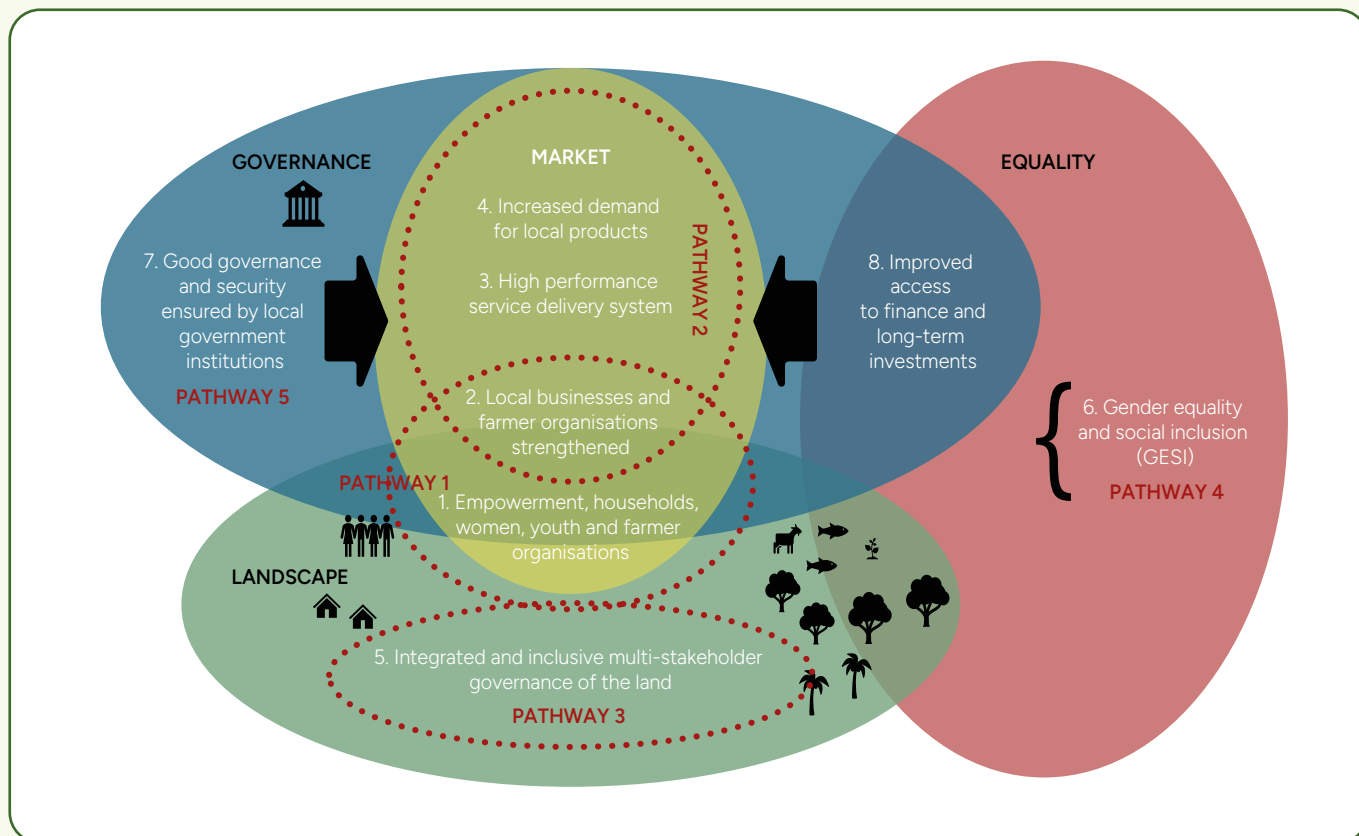 GOVERNANCE
7. Good governance
and security
ensured by local
government
institutions
PATHWAY 5
MARKET
4. Increased demand
for local products
3. High performance
service delivery system
PATHWAY 2
2. Local businesses and
farmer organisations
strengthened
PATHWAY 1
1. Empowerment, households,
women, youth and farmer
organisations
8. Improved
access
to finance and
long-term
investments
EQUALITY
6. Gender equality
and social inclusion
(GESI)
PATHWAY 4
LANDSCAPE
5. Integrated and inclusive multi-stakeholder
governance of the land
PATHWAY 3